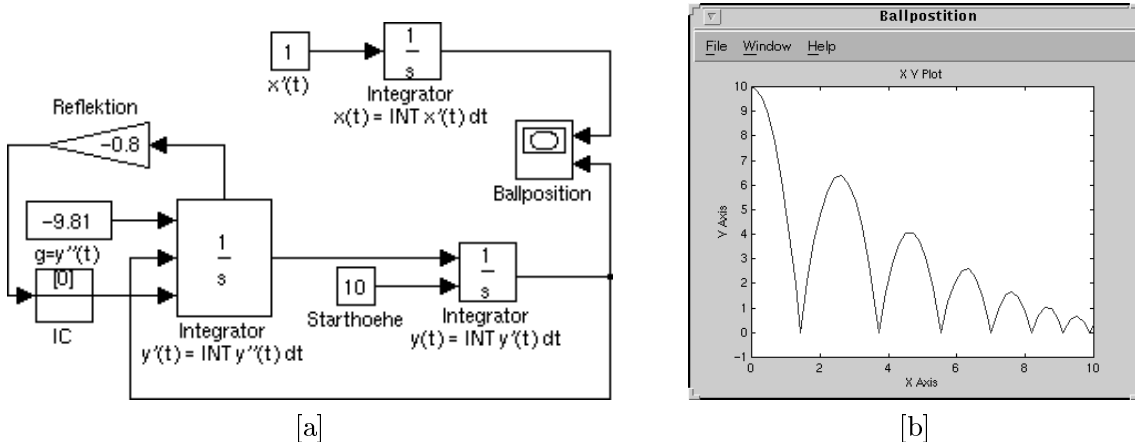 1
x'(t)
1
s
Integrator
x(t) = INT x'(t) dt
Reflektion
-0.8
Ballposition
-9.81
g=y''(t)
[0]
IC
1
s
Integrator
y'(t) = INT y''(t) dt
10
Starthoehe
1
s
Integrator
y(t) = INT y'(t) dt
[a]
Ballpostition
File Window Help
X Y Plot
10
9
8
7
6
5
4
3
2
1
0
-1
Y Axis
0 2 4 6 8 10
X Axis
[b]